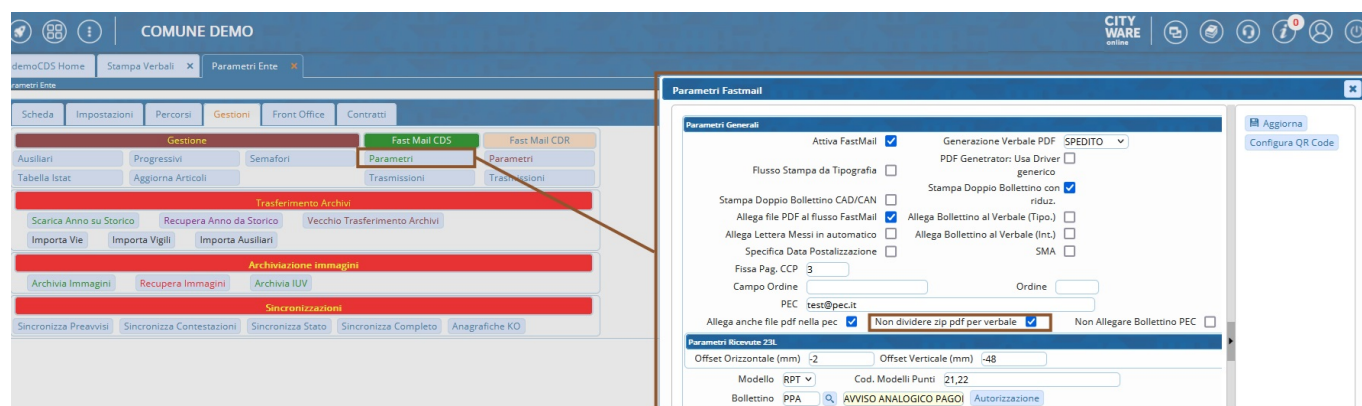 COMUNE DEMO
CITY WARE online
0
demoCDS Home Stampa Verbali × Parametri Ente ×
rametri Ente
Scheda Impostazioni Percorsi Gestioni Front Office Contratti
Gestione Fast Mail CDS Fast Mail CDR
Ausiliari Progressivi Semafori Parametri Parametri
Tabella Istat Aggiorna Articoli Trasmissioni Trasmissioni
Trasferimento Archivi
Scarica Anno su Storico Recupera Anno da Storico Vecchio Trasferimento Archivi
Importa Vie Importa Vigili Importa Ausiliari
Archiviazione immagini
Archivia Immagini Recupera Immagini Archivia IUV
Sincronizzazioni
Sincronizza Preavvisi Sincronizza Contestazioni Sincronizza Stato Sincronizza Completo Anagrafiche KO
Parametri Fastmail
Parametri Generali
Attiva FastMail Generazione Verbale PDF SPEDITO
Flusso Stampa da Tipografia PDF Genetrator: Usa Driver generico
Stampa Doppio Bollettino CAD/CAN Stampa Doppio Bollettino con riduz.
Allega file PDF al flusso FastMail Allega Bollettino al Verbale (Tipo.)
Allega Lettera Messi in automatico Allega Bollettino al Verbale (Int.)
Specifica Data Postalizzazione SMA
Fissa Pag. CCP 3
Campo Ordine Ordine
PEC test@pec.it
Allega anche file pdf nella pec Non dividere zip pdf per verbale Non Allegare Bollettino PEC
Parametri Ricevute 23L
Offset Orizzontale (mm) -2 Offset Verticale (mm) -48
Modello RPT Cod. Modelli Punti 21,22
Bollettino PPA AVVISO ANALOGICO PAGOI Autorizzazione
Aggiorna
Configura QR Code